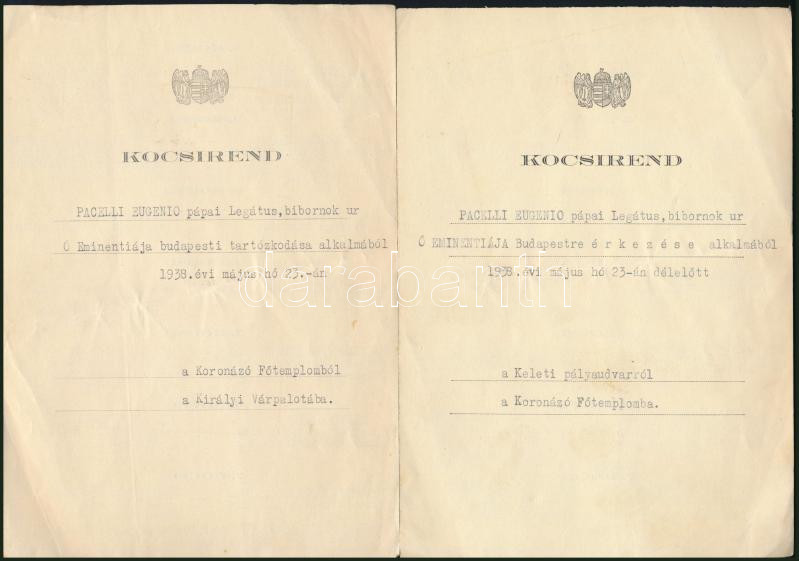 KOCSIREND
PACELLI EUGENIO pápai Legátus, bibornok ur
Ő Eminentiája budapesti tartózkodása alkalmából
1938.évi május hó 23.-án
a Koronázó Főtemplomból
a Királyi Várpalotába.
KOCSIREND
PACELLI EUGENIO pápai Legátus, bibornok ur
Ő EMINENTIÁJA Budapestre é r k e z é s e alkalmából
1938.évi május hó 23-án délelőtt
a Keleti pályaudvarról
a Koronázó Főtemplomba.
darabanth